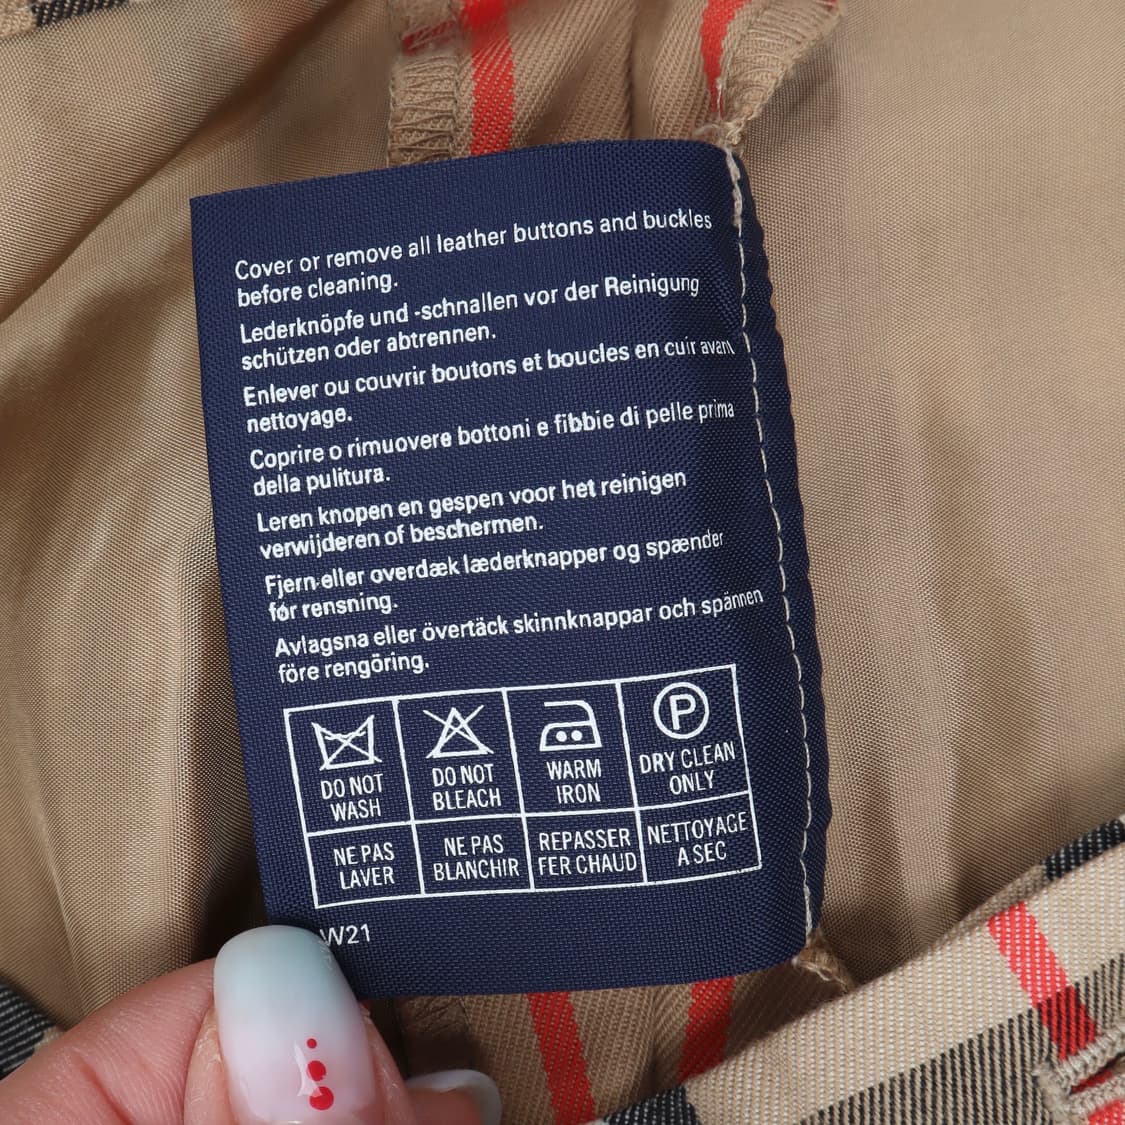 Cover or remove all leather buttons and buckles
before cleaning.
Lederknöpfe und -schnallen vor der Reinigung
schützen oder abtrennen.
Enlever ou couvrir boutons et boucles en cuir avant
nettoyage.
Coprire o rimuovere bottoni e fibbie di pelle prima
della pulitura.
Leren knopen en gespen voor het reinigen
verwijderen of beschermen.
Fjern eller overdæk læderknapper og spænder
før rensning.
Avlagsna eller övertäck skinnknappar och spännen
före rengöring.
P
DO NOT WASH
DO NOT BLEACH
WARM IRON
DRY CLEAN ONLY
NE PAS LAVER
NE PAS BLANCHIR
REPASSER FER CHAUD
NETTOYAGE A SEC
W21